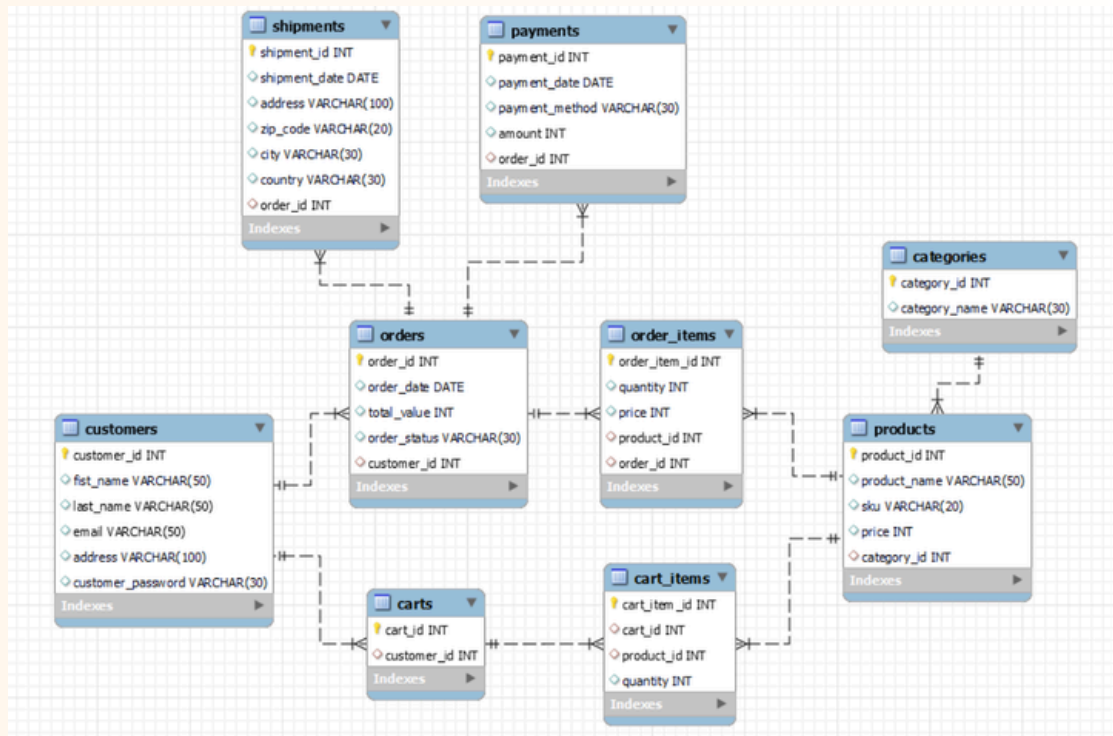 shipments
shipment_id INT
shipment_date DATE
address VARCHAR(100)
zip_code VARCHAR(20)
city VARCHAR(30)
country VARCHAR(30)
order_id INT
Indexes
payments
payment_id INT
payment_date DATE
payment_method VARCHAR(30)
amount INT
order_id INT
Indexes
categories
category_id INT
category_name VARCHAR(30)
Indexes
orders
order_id INT
order_date DATE
total_value INT
order_status VARCHAR(30)
customer_id INT
Indexes
order_items
order_item_id INT
quantity INT
price INT
product_id INT
order_id INT
Indexes
customers
customer_id INT
fist_name VARCHAR(50)
last_name VARCHAR(50)
email VARCHAR(50)
address VARCHAR(100)
customer_password VARCHAR(30)
Indexes
products
product_id INT
product_name VARCHAR(50)
sku VARCHAR(20)
price INT
category_id INT
Indexes
carts
cart_id INT
customer_id INT
Indexes
cart_items
cart_item_id INT
cart_id INT
product_id INT
quantity INT
Indexes